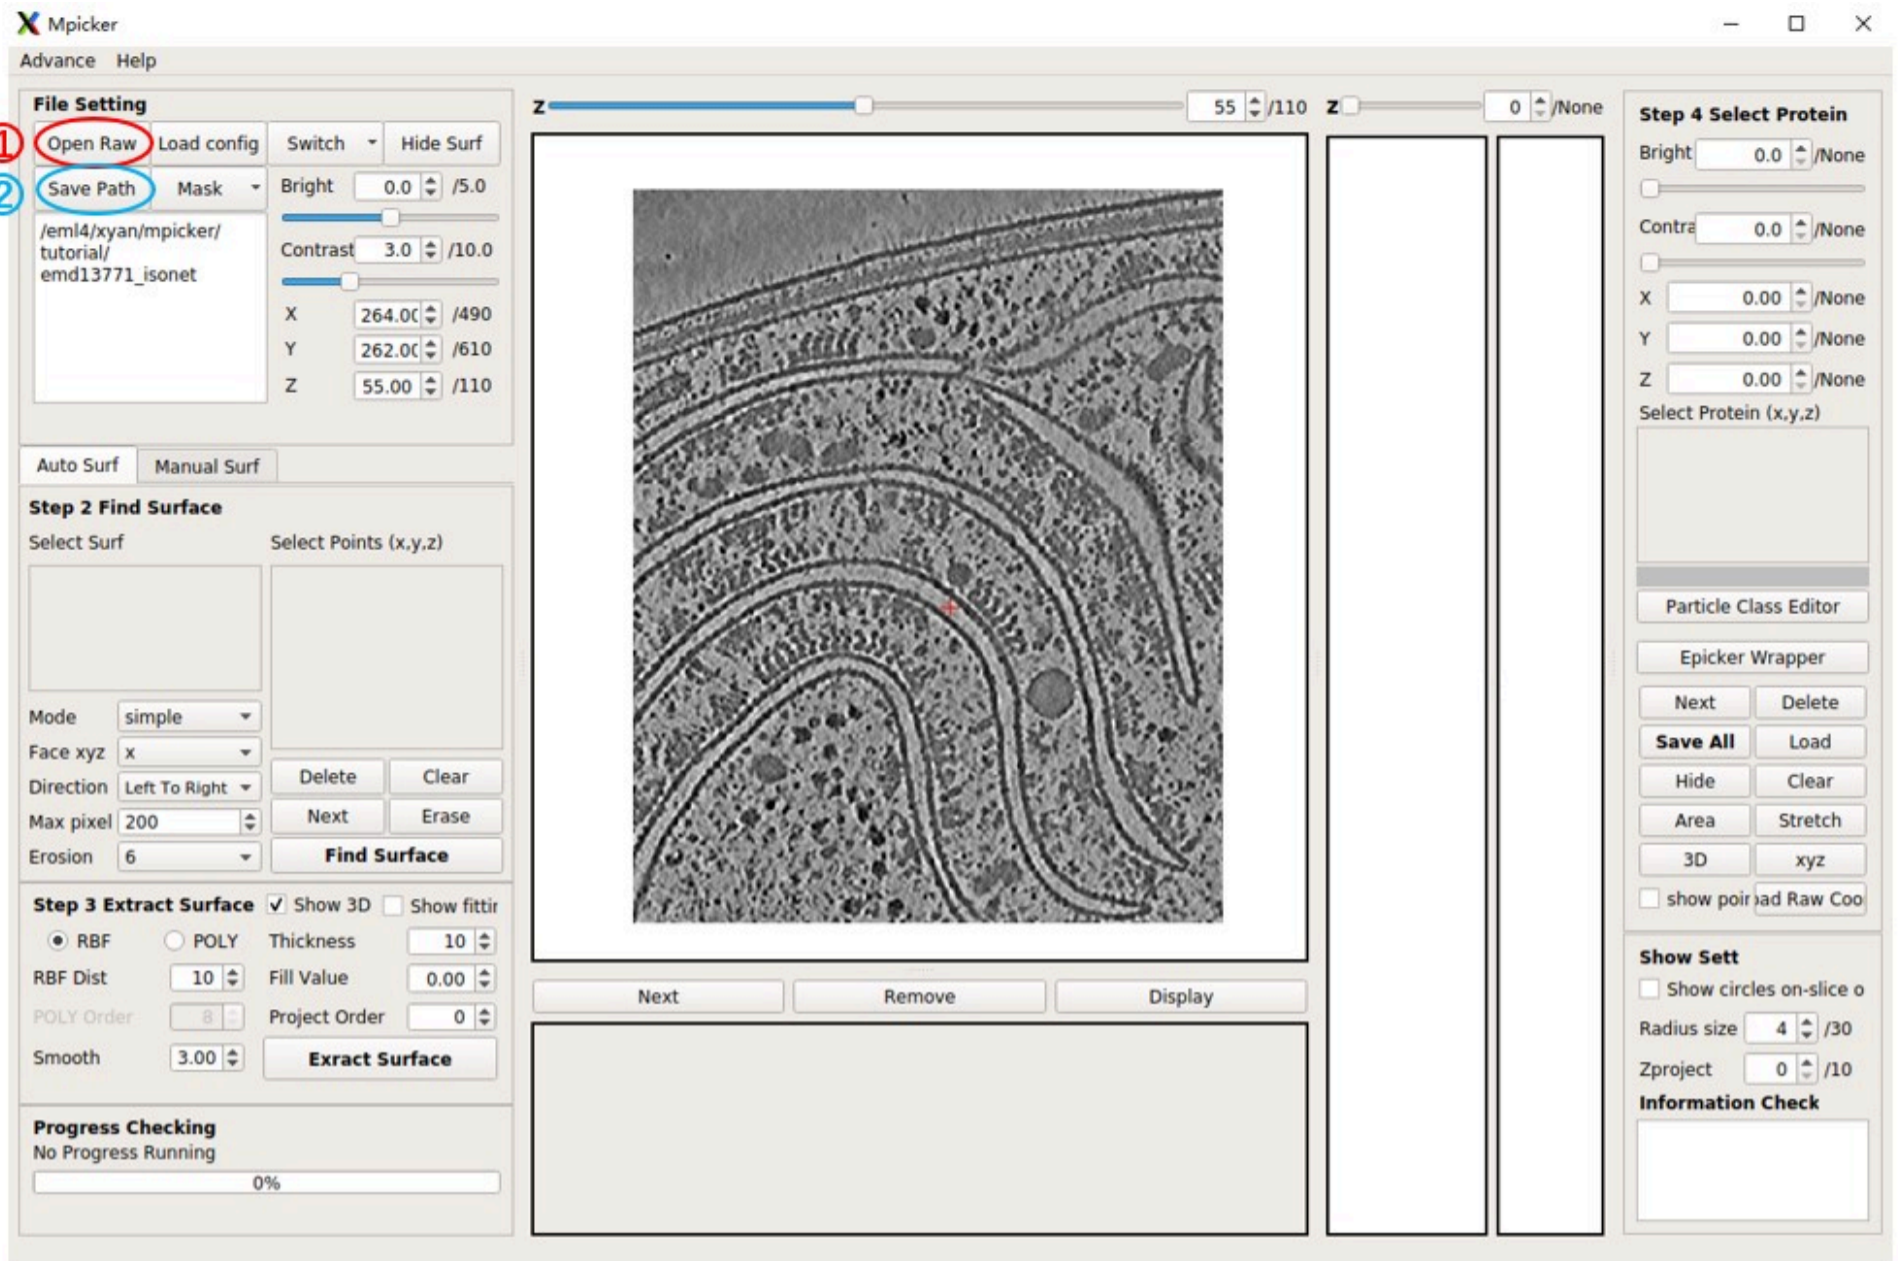 Mpicker
Advance Help
File Setting
① Open Raw Load config Switch Hide Surf
② Save Path Mask Bright 0.0 /5.0
/eml4/xyan/mpicker/
tutorial/
emd13771_isonet
Contrast 3.0 /10.0
X 264.00 /490
Y 262.00 /610
Z 55.00 /110
Auto Surf Manual Surf
Step 2 Find Surface
Select Surf Select Points (x,y,z)
Mode simple
Face xyz x
Direction Left To Right
Max pixel 200
Erosion 6
Delete Clear
Next Erase
Find Surface
Step 3 Extract Surface Show 3D Show fittir
RBF POLY Thickness 10
RBF Dist 10 Fill Value 0.00
POLY Order 8 Project Order 0
Smooth 3.00 Exract Surface
Progress Checking
No Progress Running
0%
Z 55 /110 Z 0 /None
Next Remove Display
Step 4 Select Protein
Bright 0.0 /None
Contra 0.0 /None
X 0.00 /None
Y 0.00 /None
Z 0.00 /None
Select Protein (x,y,z)
Particle Class Editor
Epicker Wrapper
Next Delete
Save All Load
Hide Clear
Area Stretch
3D xyz
show poir ad Raw Coo
Show Sett
Show circles on-slice o
Radius size 4 /30
Zproject 0 /10
Information Check